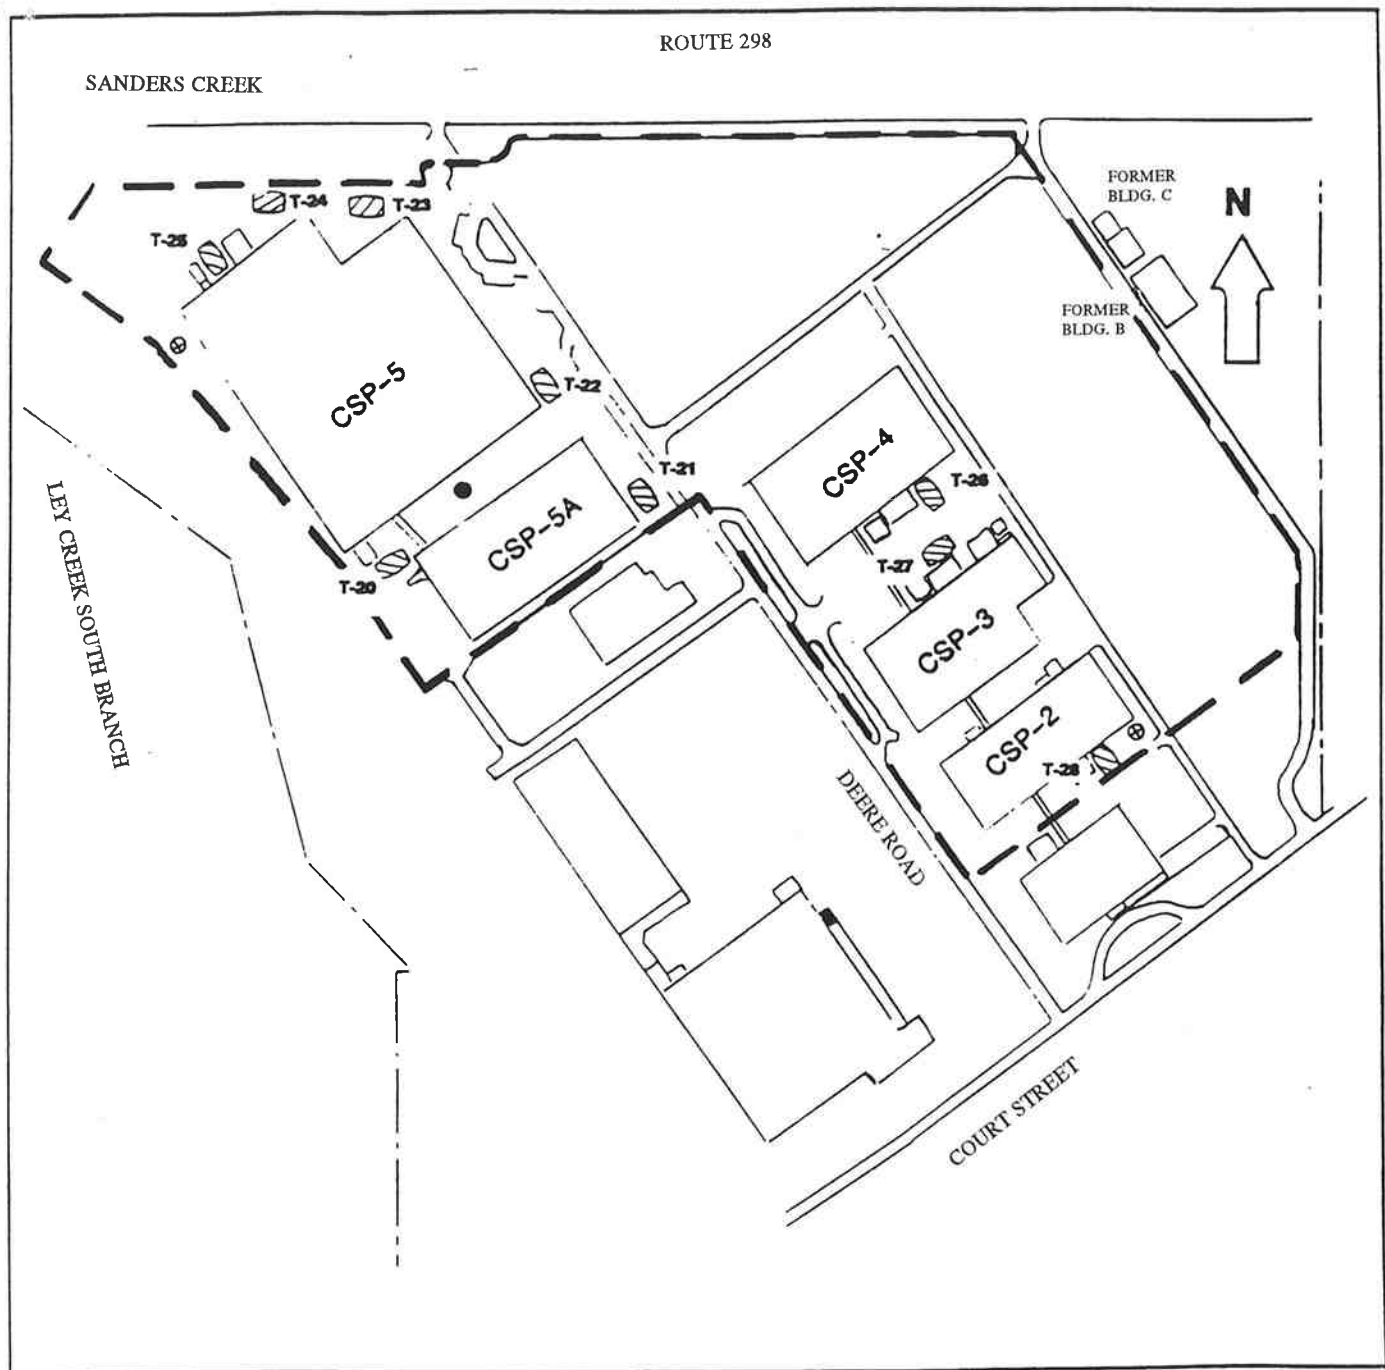 ROUTE 298
SANDERS CREEK
FORMER
BLDG. C
N
T-24
T-23
T-25
FORMER
BLDG. B
CSP-5
T-22
CSP-4
T-21
T-26
LEY CREEK SOUTH BRANCH
CSP-5A
T-27
T-20
CSP-3
CSP-2
T-28
DEERE ROAD
COURT STREET